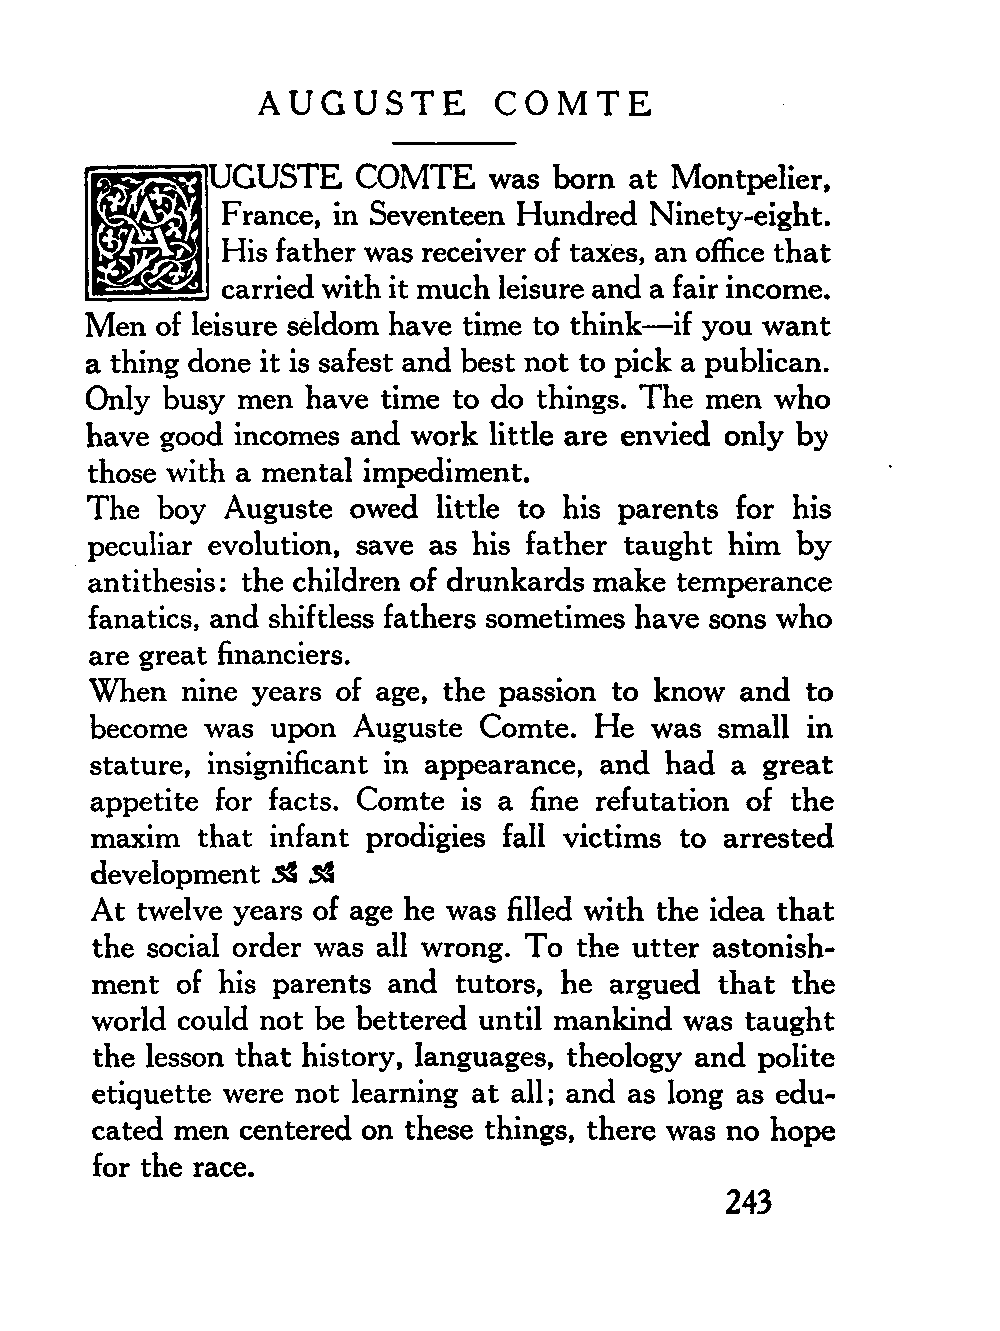 AUGUSTE COMTE
AUGUSTE COMTE was born at Montpelier,
France, in Seventeen Hundred Ninety-eight.
His father was receiver of taxes, an office that
carried with it much leisure and a fair income.
Men of leisure seldom have time to think—if you want
a thing done it is safest and best not to pick a publican.
Only busy men have time to do things. The men who
have good incomes and work little are envied only by
those with a mental impediment.
The boy Auguste owed little to his parents for his
peculiar evolution, save as his father taught him by
antithesis: the children of drunkards make temperance
fanatics, and shiftless fathers sometimes have sons who
are great financiers.
When nine years of age, the passion to know and to
become was upon Auguste Comte. He was small in
stature, insignificant in appearance, and had a great
appetite for facts. Comte is a fine refutation of the
maxim that infant prodigies fall victims to arrested
development
At twelve years of age he was filled with the idea that
the social order was all wrong. To the utter astonish-
ment of his parents and tutors, he argued that the
world could not be bettered until mankind was taught
the lesson that history, languages, theology and polite
etiquette were not learning at all; and as long as edu-
cated men centered on these things, there was no hope
for the race.
243